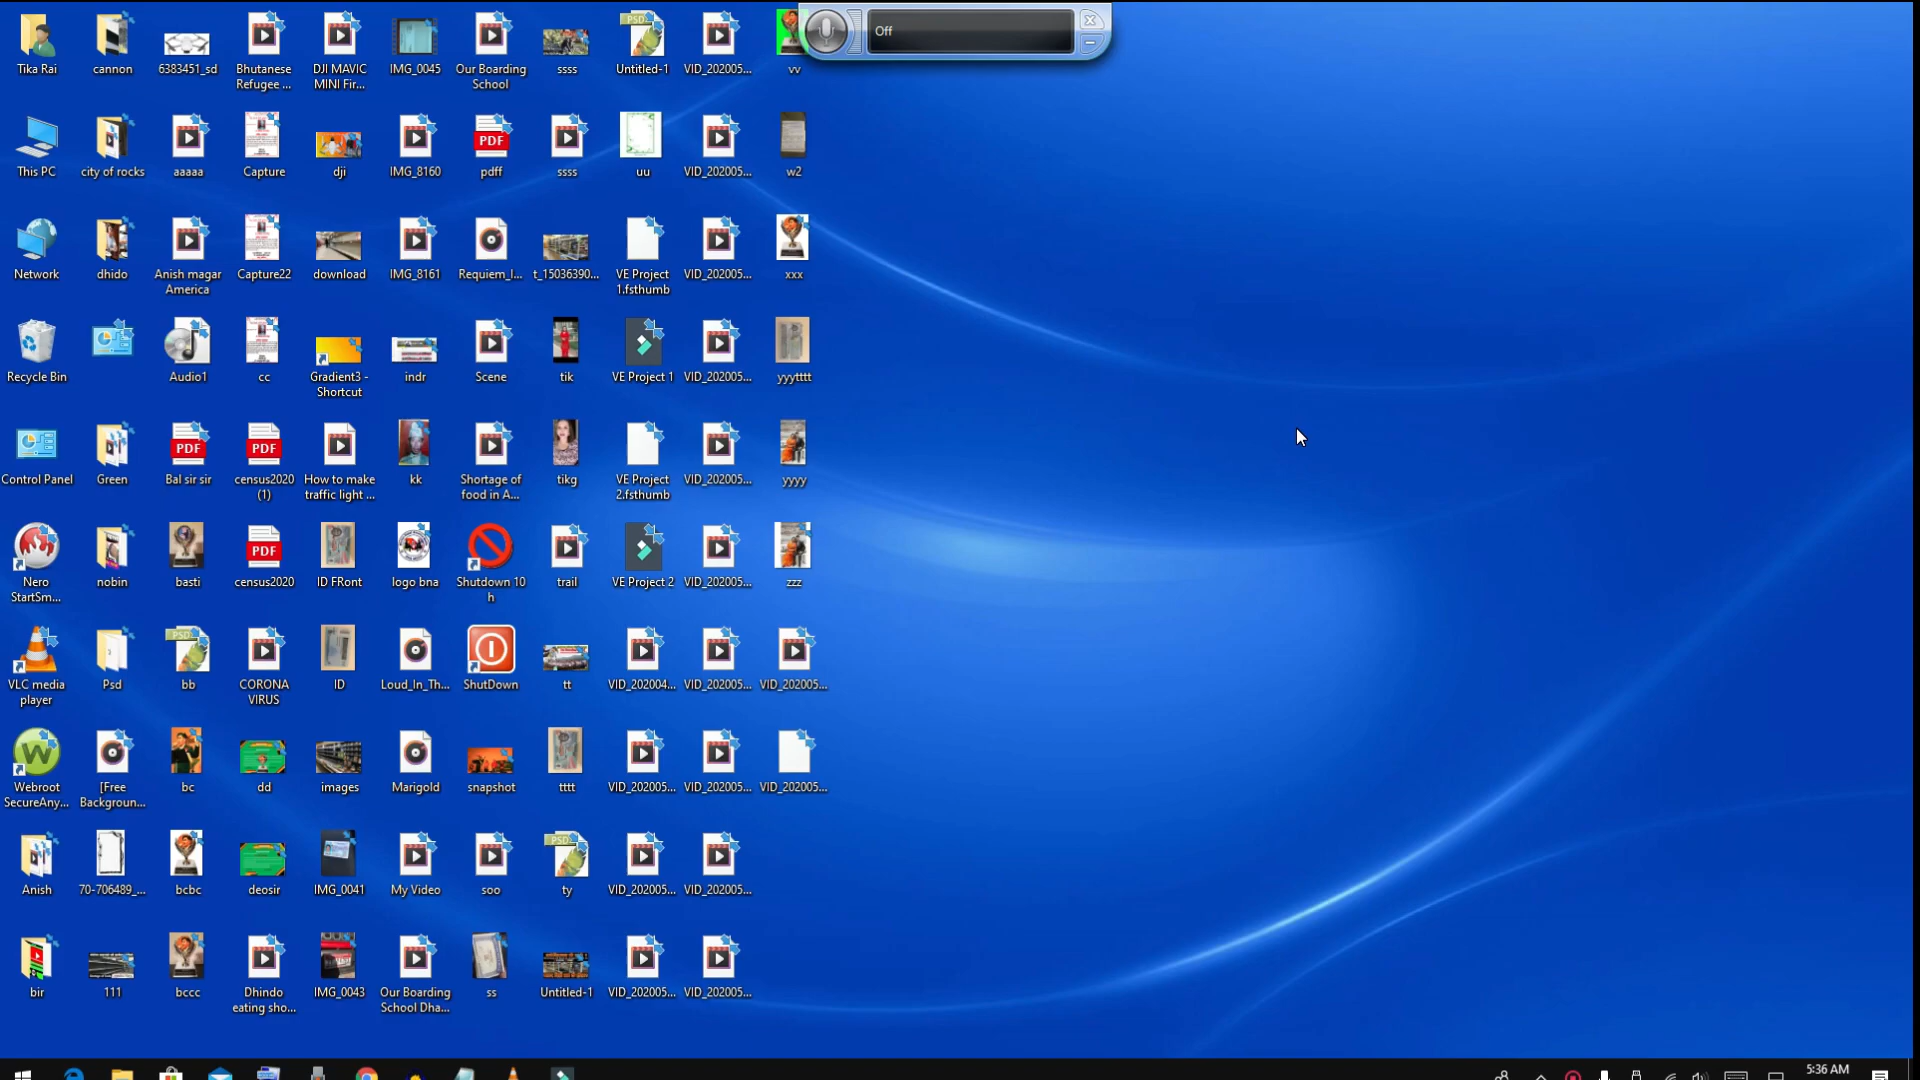 Off
Tika Rai
cannon
6383451_sd
Bhutanese
Refugee ...
DJI MAVIC
MINI Fir...
IMG_0045
Our Boarding
School
ssss
Untitled-1
VID_202005...
vv
This PC
city of rocks
aaaaa
Capture
dji
IMG_8160
pdff
ssss
uu
VID_202005...
w2
Network
dhido
Anish magar
America
Capture22
download
IMG_8161
Requiem_I...
t_15036390...
VE Project
1.fsthumb
VID_202005...
xxx
Recycle Bin
Audio1
cc
Gradient3 -
Shortcut
indr
Scene
tik
VE Project 1
VID_202005...
yyytttt
Control Panel
Green
PDF
Bal sir sir
PDF
census2020
(1)
How to make
traffic light ...
kk
Shortage of
food in A...
tikg
VE Project
2.fsthumb
VID_202005...
yyyy
Nero
StartSm...
nobin
basti
PDF
census2020
ID FRont
logo bna
Shutdown 10
h
trail
VE Project 2
VID_202005...
zzz
VLC media
player
Psd
bb
CORONA
VIRUS
ID
Loud_In_Th...
ShutDown
tt
VID_202004...
VID_202005...
VID_202005...
Webroot
SecureAny...
[Free
Backgroun...
bc
dd
images
Marigold
snapshot
tttt
VID_202005...
VID_202005...
VID_202005...
Anish
70-706489_...
bcbc
deosir
IMG_0041
My Video
soo
ty
VID_202005...
VID_202005...
bir
111
bccc
Dhindo
eating sho...
IMG_0043
Our Boarding
School Dha...
ss
Untitled-1
VID_202005...
VID_202005...
5:36 AM